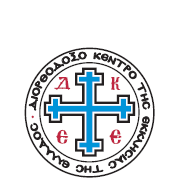 ΔΙΟΡΘΟΔΟΞΟ ΚΕΝΤΡΟ ΤΗΣ ΕΚΚΛΗΣΙΑΣ ΤΗΣ ΕΛΛΑΔΟΣ
Δ Κ
Ε Ε